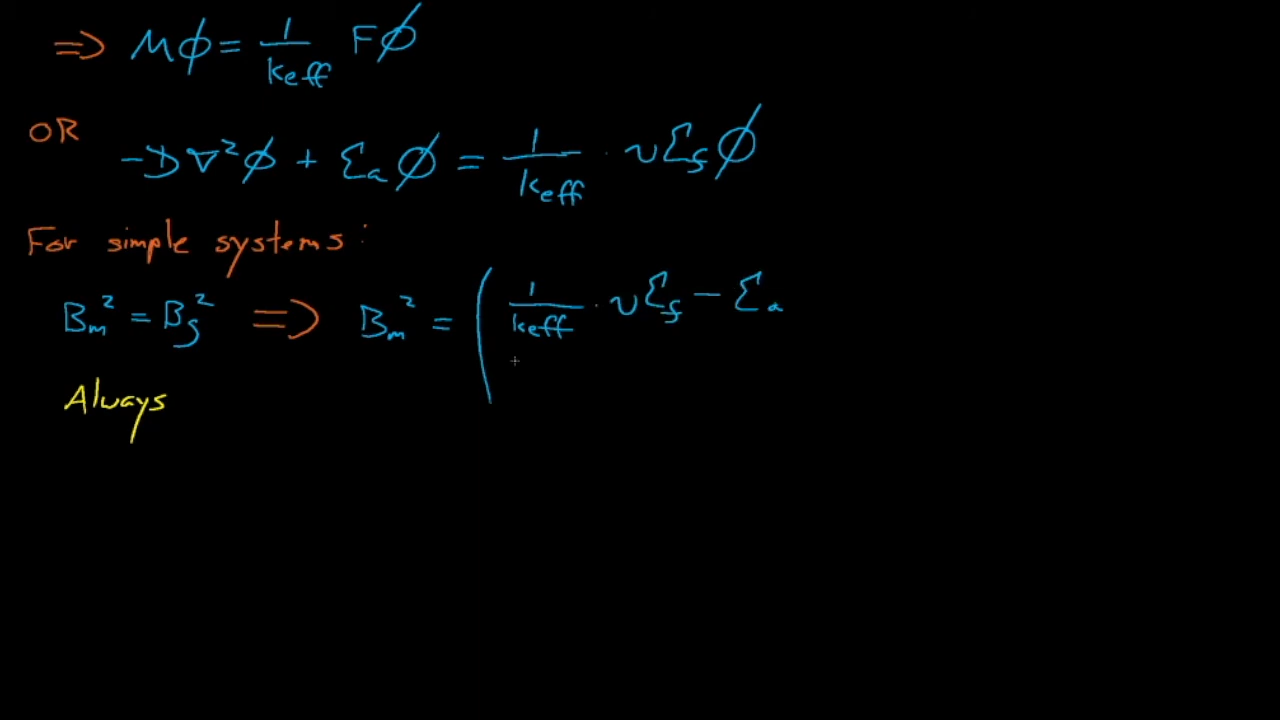 ⇒ Mφ = 1/keff Fφ
OR
-D∇²φ + Σaφ = 1/keff · νΣfφ
For simple systems:
Bm² = Bg² ⇒ Bm² = ( 1/keff · νΣf - Σa
Always